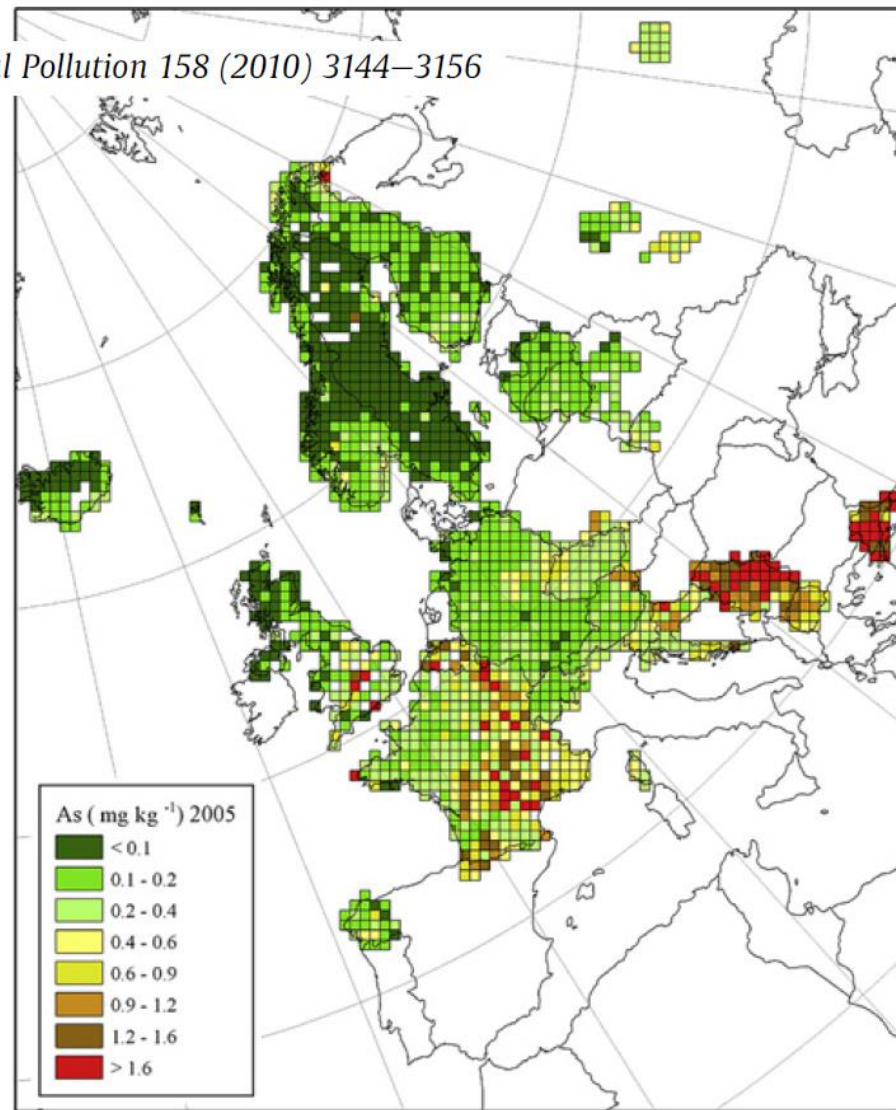 l Pollution 158 (2010) 3144–3156
As ( mg kg ⁻¹) 2005
< 0.1
0.1 - 0.2
0.2 - 0.4
0.4 - 0.6
0.6 - 0.9
0.9 - 1.2
1.2 - 1.6
> 1.6